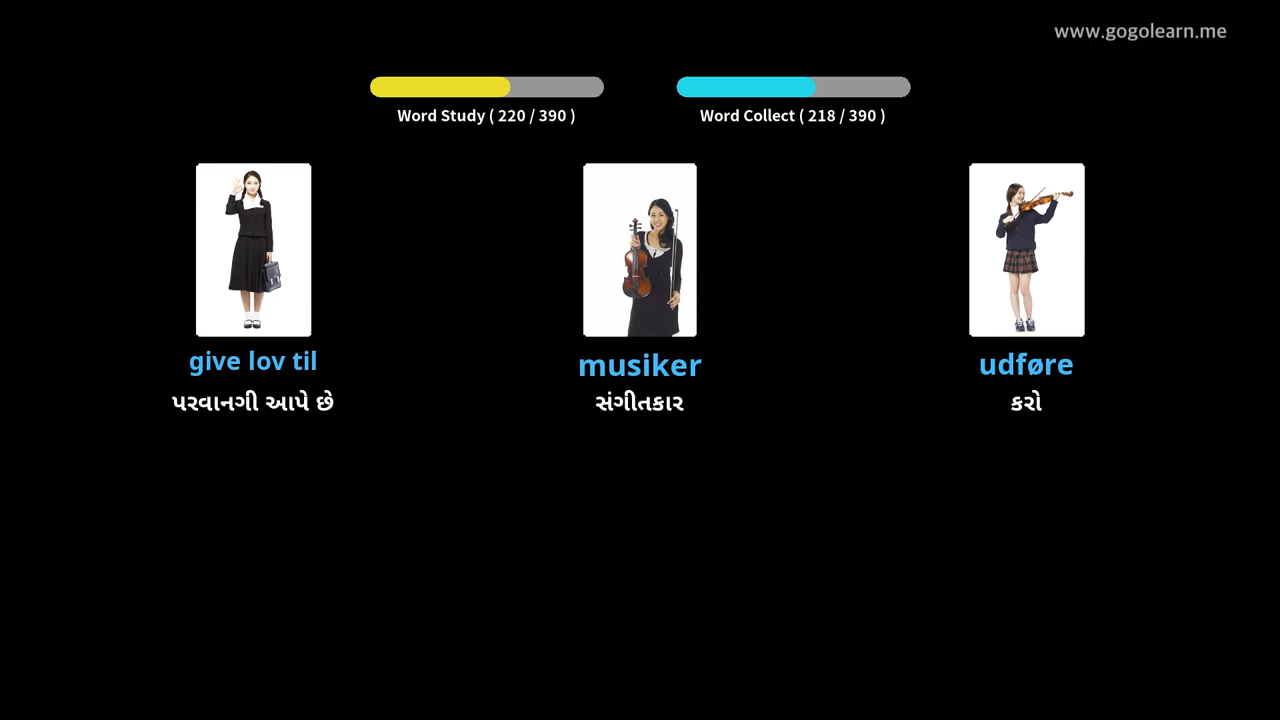 www.gogolearn.me
Word Study ( 220 / 390 )
Word Collect ( 218 / 390 )
give lov til
musiker
udføre
પરવાનગી આપે છે
સંગીતકાર
કરો